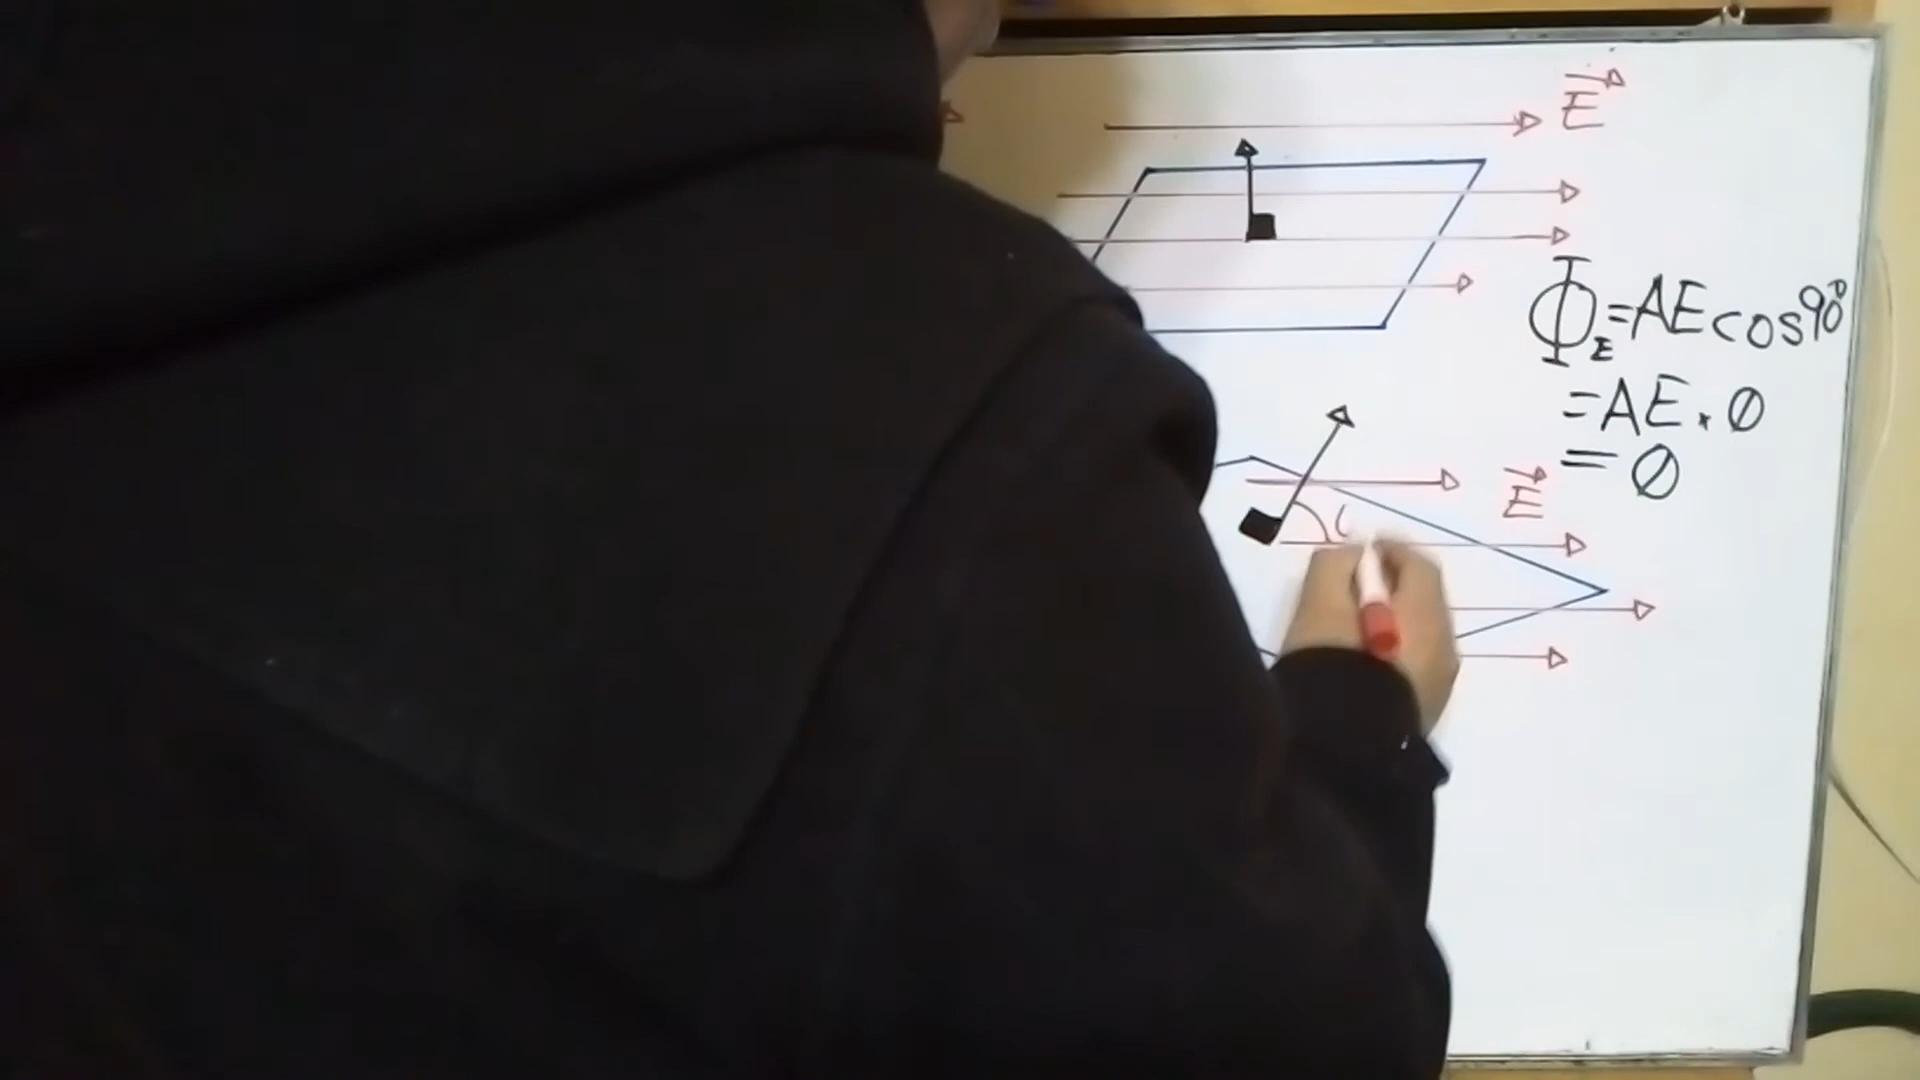 E⃗
Φ_E = AE cos 90°
= AE . 0
= 0
E⃗